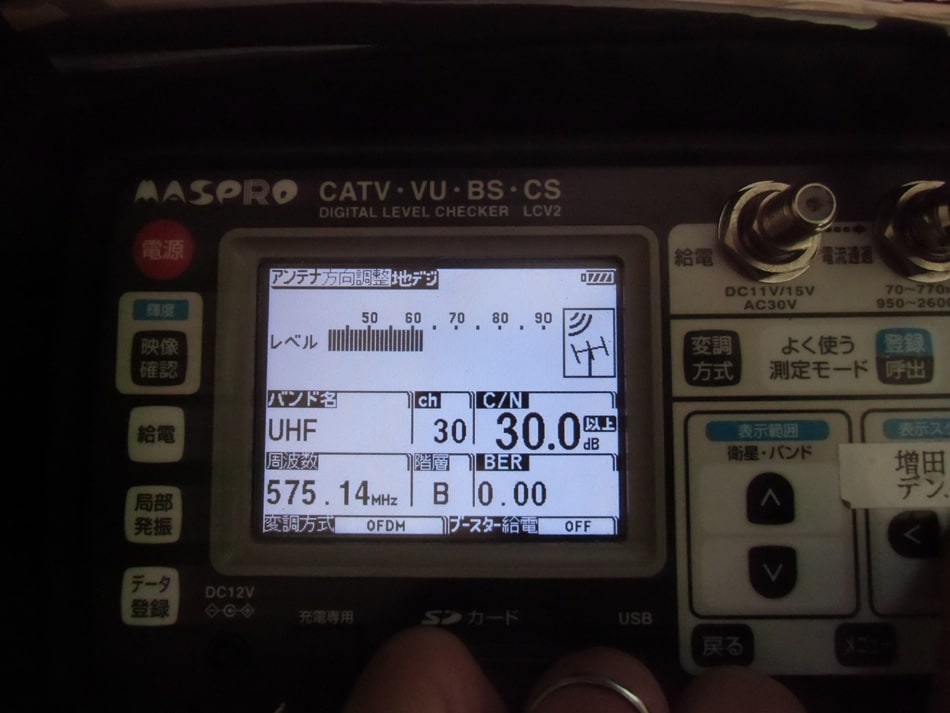 MASPRO CATV・VU・BS・CS
DIGITAL LEVEL CHECKER LCV2
電源
輝度
映像
確認
給電
局部
発振
データ
登録
アンテナ方向調整 地デジ
50 60 . 70 . 80 . 90
レベル
バンド名 ch C/N
UHF 30 30.0以上dB
周波数 階層 BER
575.14MHz B 0.00
変調方式 OFDM ブースター給電 OFF
DC12V
充電専用
SDカード
USB
給電
電流通過
DC11V/15V
AC30V
70~770
950~2600
変調
方式
よく使う
測定モード
登録
呼出
表示範囲
衛星・バンド
表示ス
増田
デン
戻る
メニュー